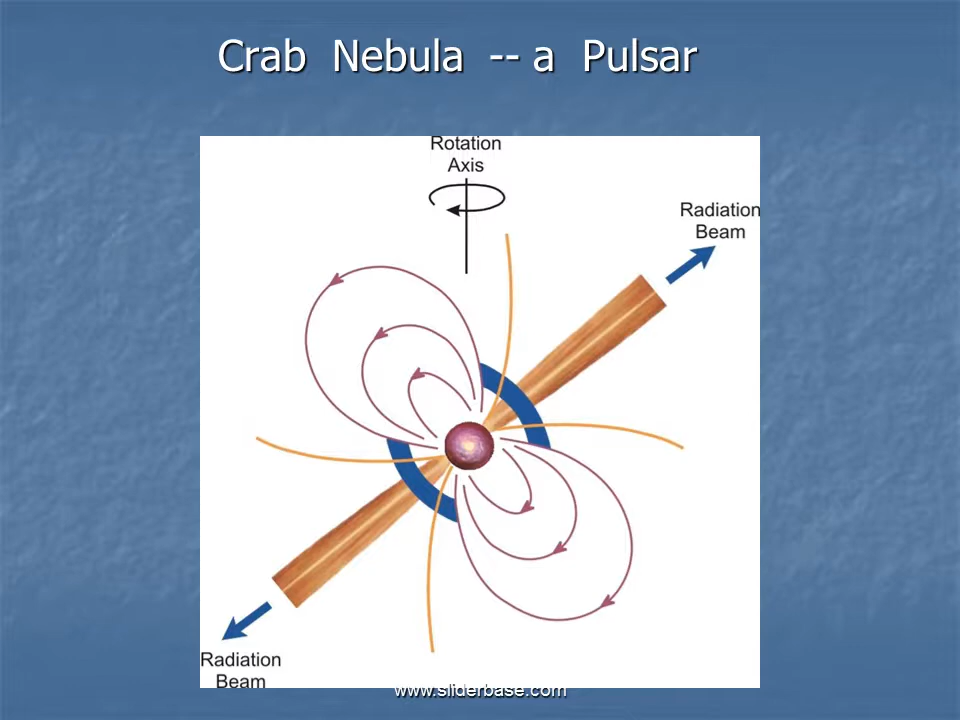 Crab Nebula -- a Pulsar
Rotation
Axis
Radiation
Beam
Radiation
Beam
www.sliderbase.com